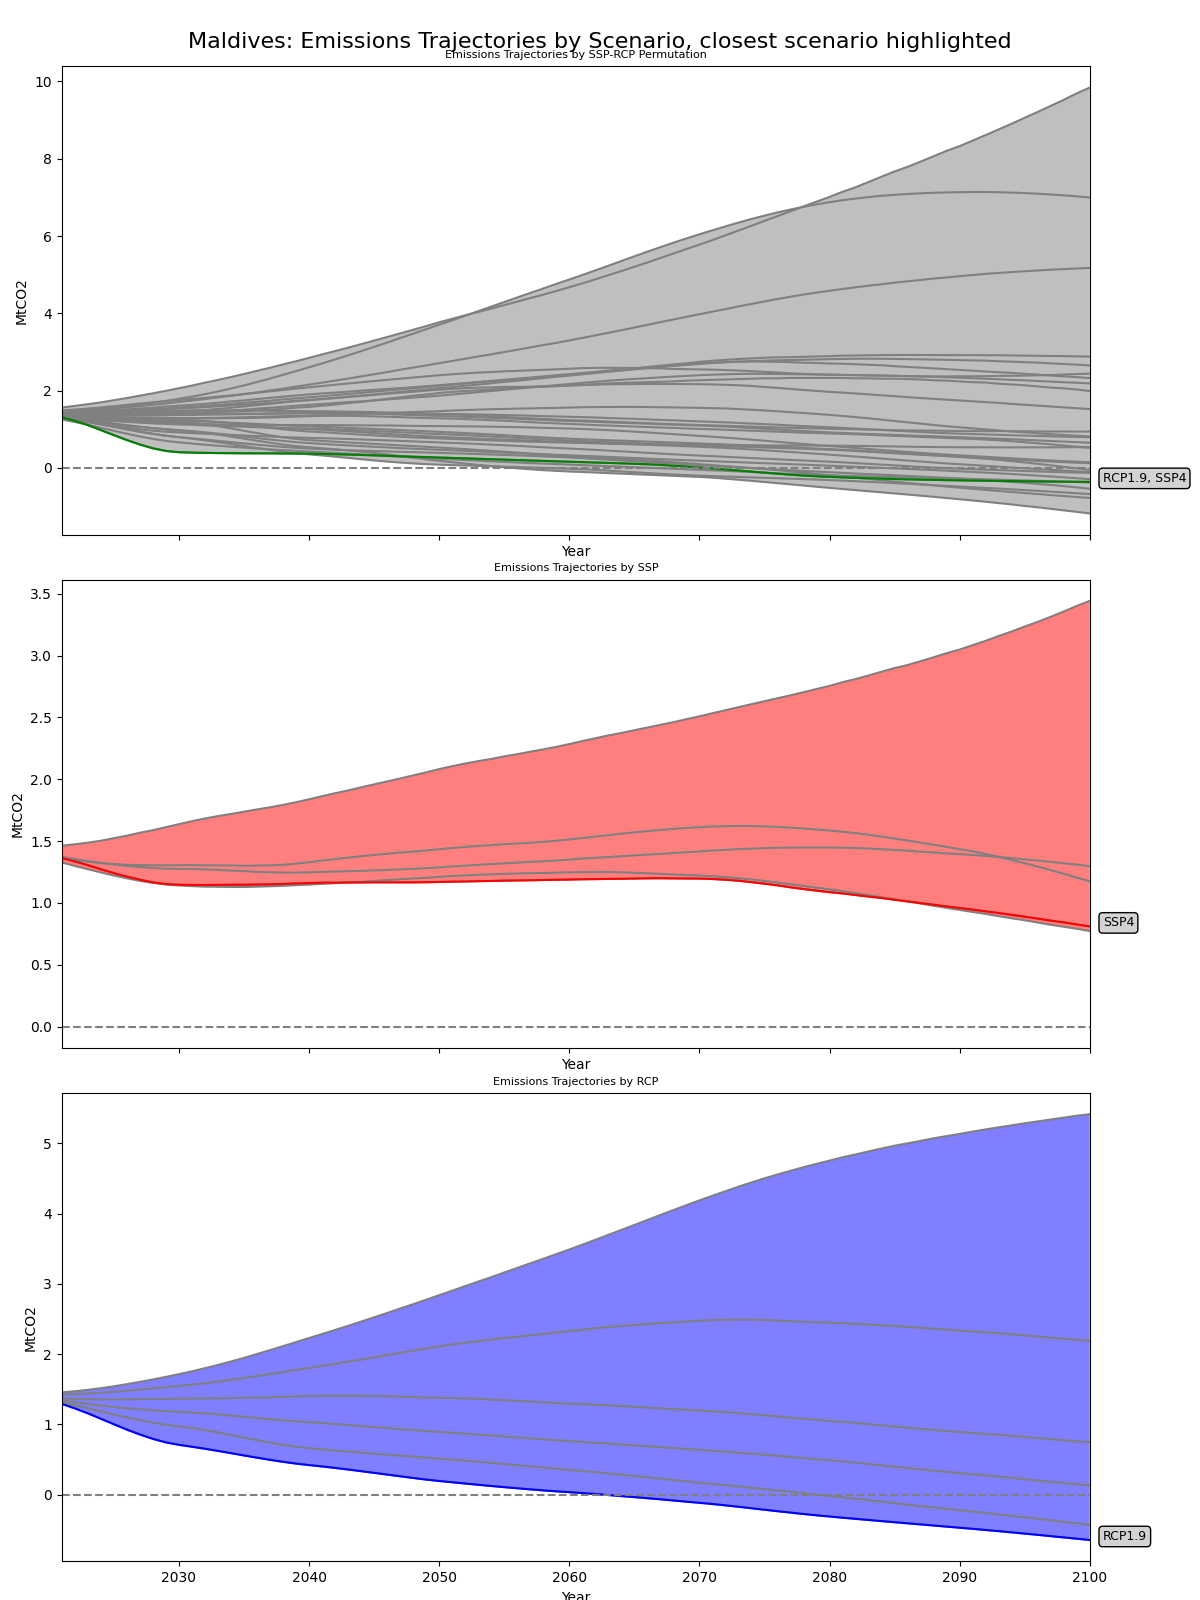 Maldives: Emissions Trajectories by Scenario, closest scenario highlighted
Emissions Trajectories by SSP-RCP Permutation
10
8
6
4
2
0
MtCO2
RCP1.9, SSP4
Year
Emissions Trajectories by SSP
3.5
3.0
2.5
2.0
1.5
1.0
0.5
0.0
MtCO2
SSP4
Year
Emissions Trajectories by RCP
5
4
3
2
1
0
MtCO2
RCP1.9
2030 2040 2050 2060 2070 2080 2090 2100
Year